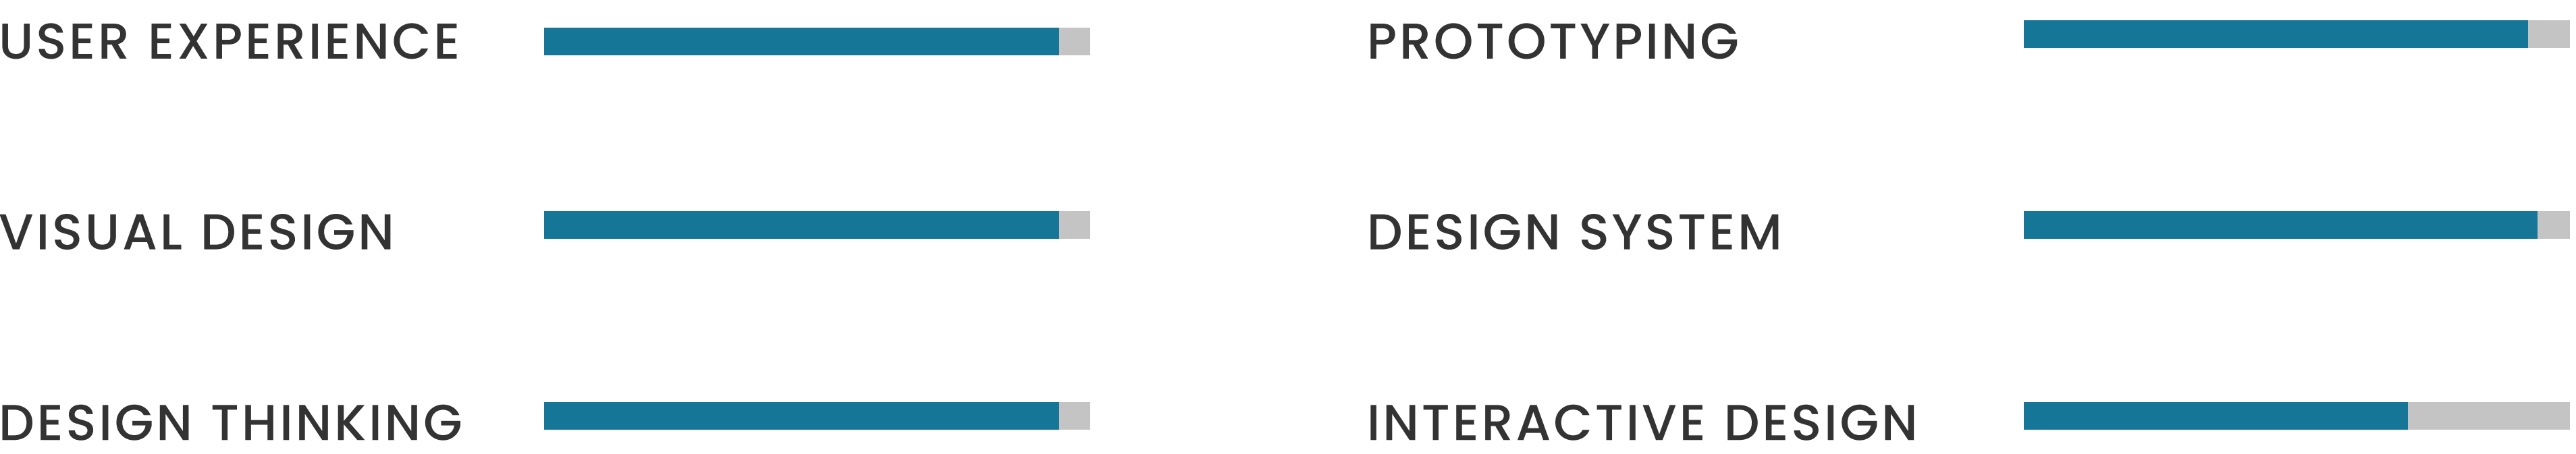 USER EXPERIENCE
PROTOTYPING
VISUAL DESIGN
DESIGN SYSTEM
DESIGN THINKING
INTERACTIVE DESIGN